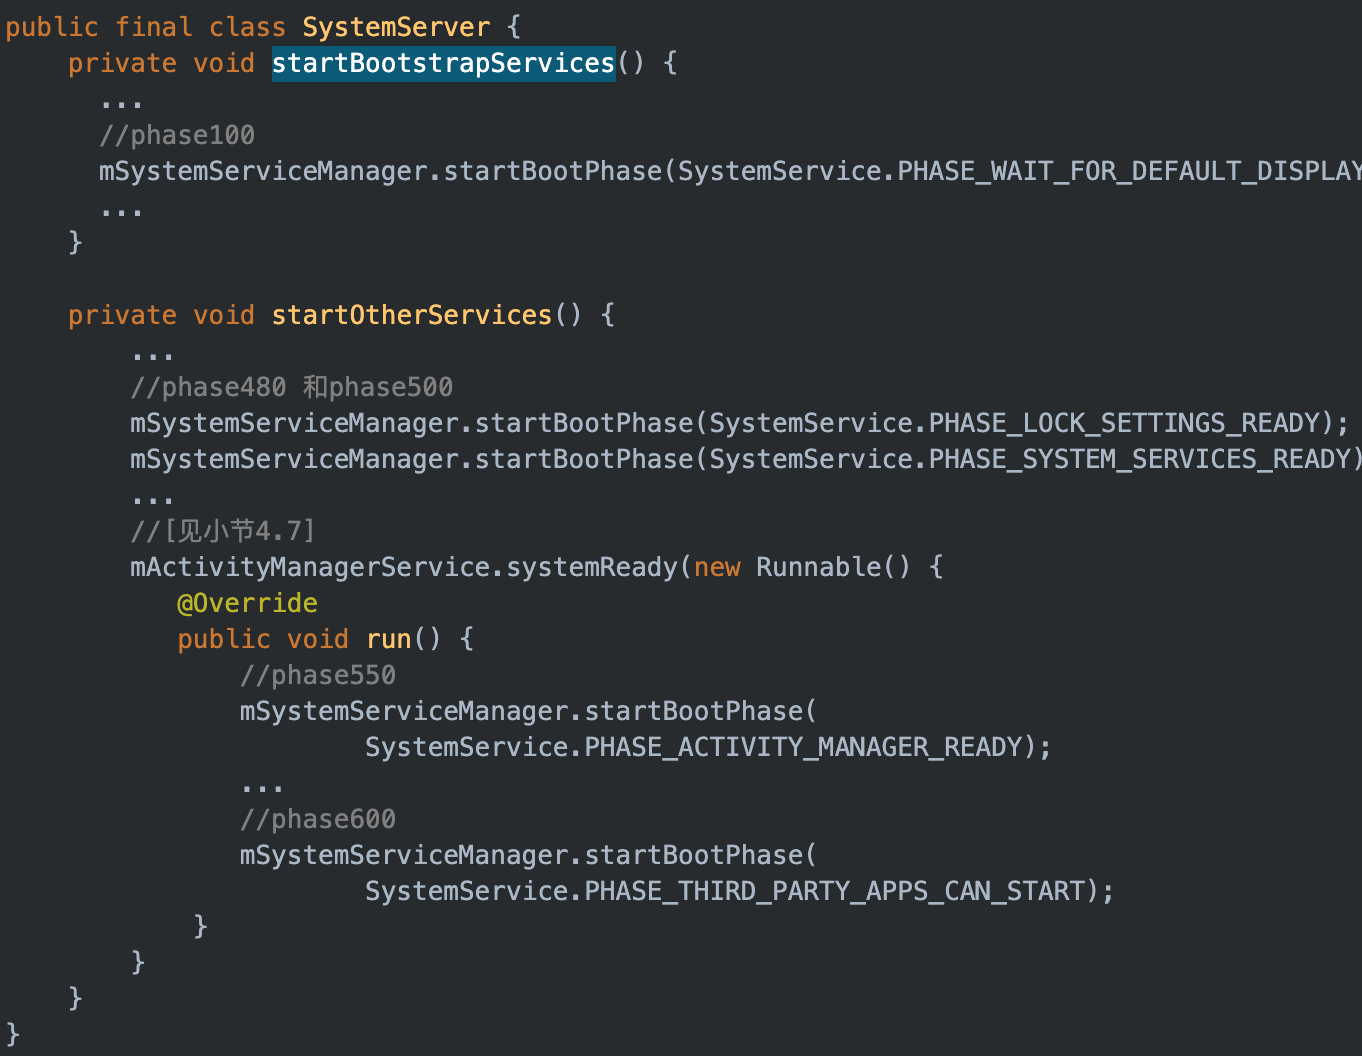 public final class SystemServer {
    private void startBootstrapServices() {
      ...
      //phase100
      mSystemServiceManager.startBootPhase(SystemService.PHASE_WAIT_FOR_DEFAULT_DISPLAY
      ...
    }

    private void startOtherServices() {
        ...
        //phase480 和phase500
        mSystemServiceManager.startBootPhase(SystemService.PHASE_LOCK_SETTINGS_READY);
        mSystemServiceManager.startBootPhase(SystemService.PHASE_SYSTEM_SERVICES_READY)
        ...
        //[见小节4.7]
        mActivityManagerService.systemReady(new Runnable() {
           @Override
           public void run() {
               //phase550
               mSystemServiceManager.startBootPhase(
                       SystemService.PHASE_ACTIVITY_MANAGER_READY);
               ...
               //phase600
               mSystemServiceManager.startBootPhase(
                       SystemService.PHASE_THIRD_PARTY_APPS_CAN_START);
            }
        }
    }
}